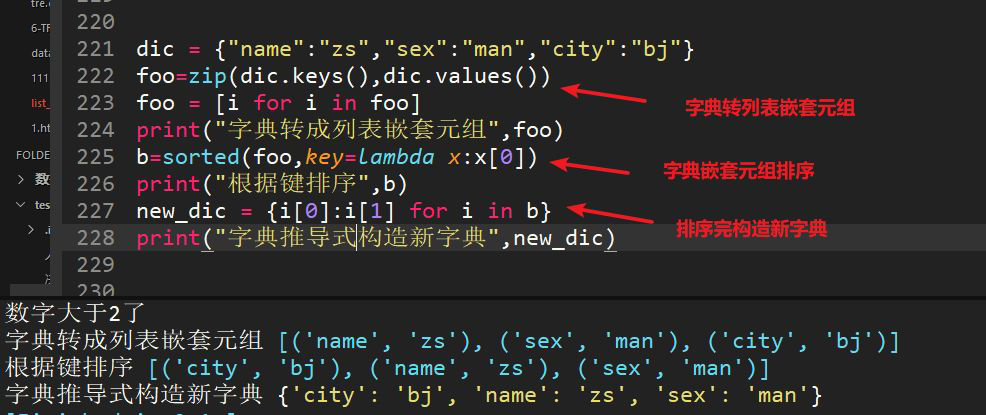 tre.
220
6-TF
221 dic = {"name":"zs","sex":"man","city":"bj"}
data
222 foo=zip(dic.keys(),dic.values())
111
223 foo = [i for i in foo]
字典转列表嵌套元组
list_
224 print("字典转成列表嵌套元组",foo)
1.h
225 b=sorted(foo,key=lambda x:x[0])
FOLDE
226 print("根据键排序",b)
字典嵌套元组排序
数
227 new_dic = {i[0]:i[1] for i in b}
tes
228 print("字典推导式构造新字典",new_dic)
排序完构造新字典
.i
229
230
数字大于2了
字典转成列表嵌套元组 [('name', 'zs'), ('sex', 'man'), ('city', 'bj')]
根据键排序 [('city', 'bj'), ('name', 'zs'), ('sex', 'man')]
字典推导式构造新字典 {'city': 'bj', 'name': 'zs', 'sex': 'man'}